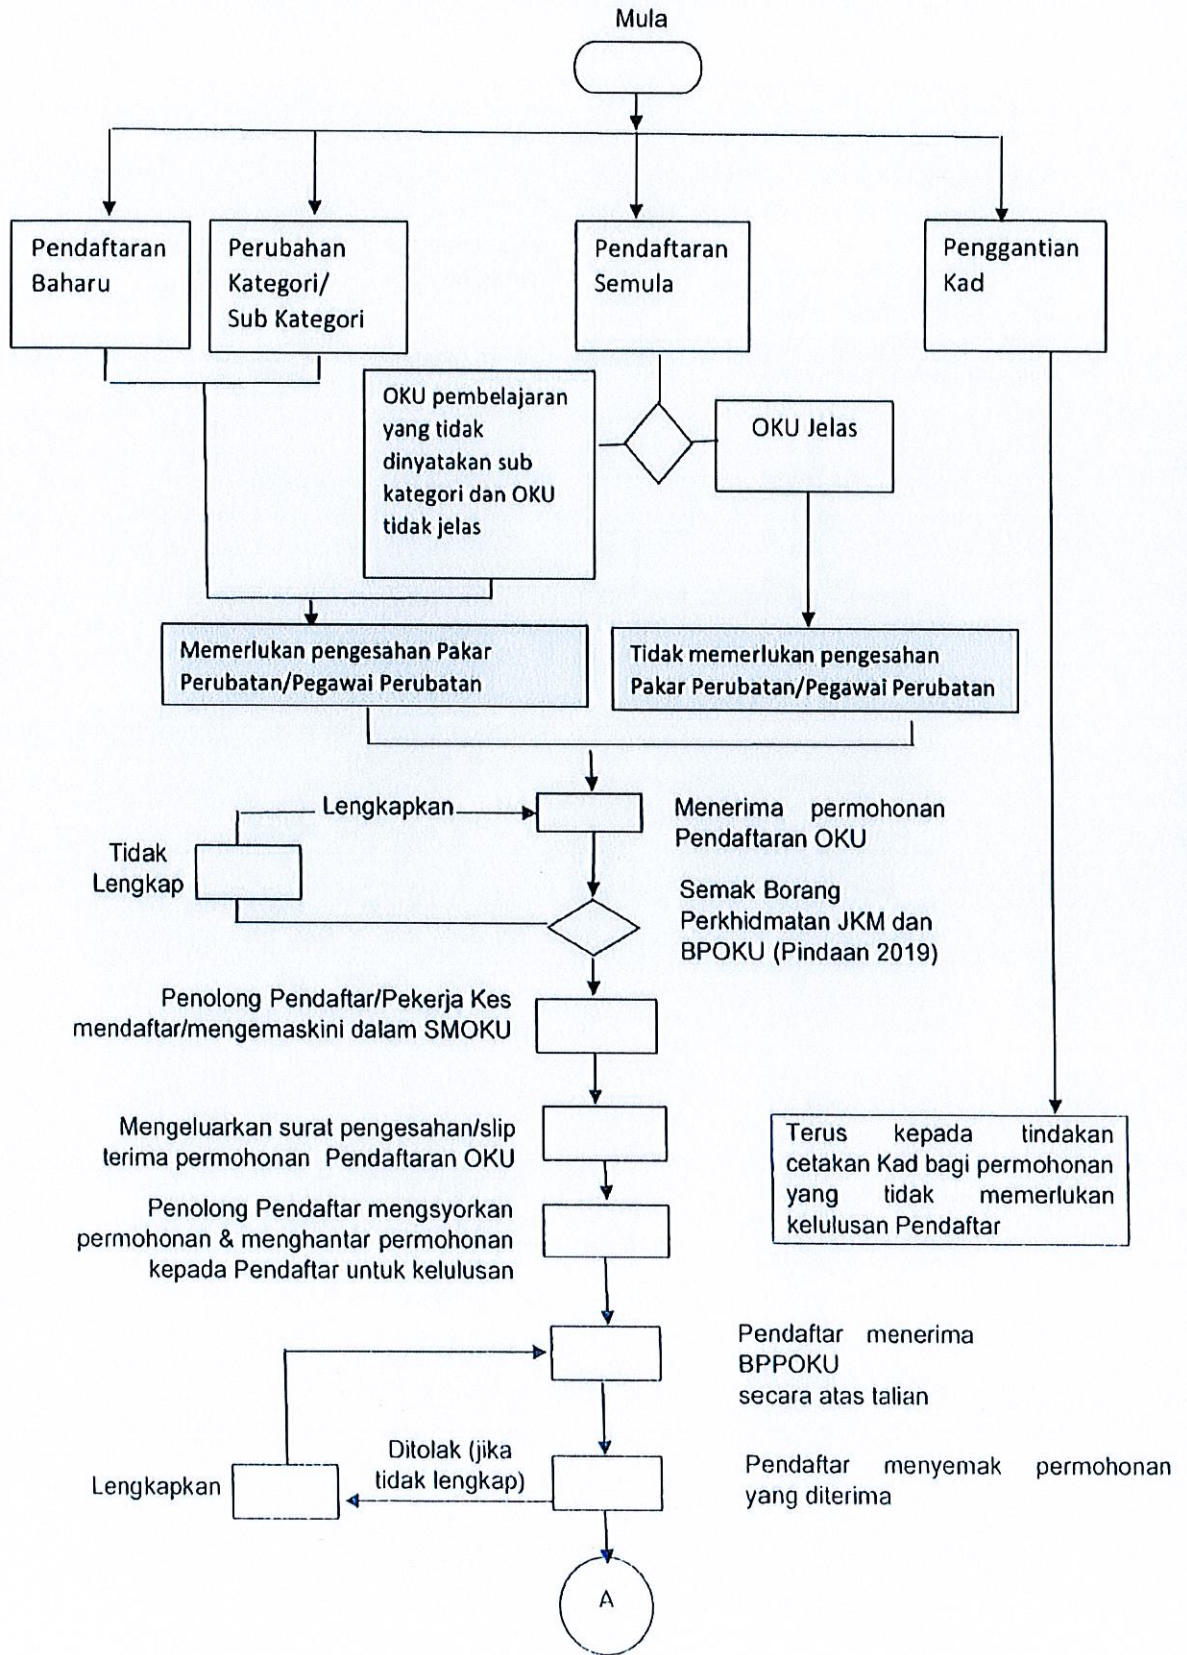 Mula
Pendaftaran
Baharu
Perubahan
Kategori/
Sub Kategori
Pendaftaran
Semula
Penggantian
Kad
OKU pembelajaran
yang tidak
dinyatakan sub
kategori dan OKU
tidak jelas
OKU Jelas
Memerlukan pengesahan Pakar
Perubatan/Pegawai Perubatan
Tidak memerlukan pengesahan
Pakar Perubatan/Pegawai Perubatan
Lengkapkan
Menerima permohonan
Pendaftaran OKU
Tidak
Lengkap
Semak Borang
Perkhidmatan JKM dan
BPOKU (Pindaan 2019)
Penolong Pendaftar/Pekerja Kes
mendaftar/mengemaskini dalam SMOKU
Mengeluarkan surat pengesahan/slip
terima permohonan Pendaftaran OKU
Terus kepada tindakan
cetakan Kad bagi permohonan
yang tidak memerlukan
kelulusan Pendaftar
Penolong Pendaftar mengsyorkan
permohonan & menghantar permohonan
kepada Pendaftar untuk kelulusan
Pendaftar menerima
BPPOKU
secara atas talian
Ditolak (jika
tidak lengkap)
Lengkapkan
Pendaftar menyemak permohonan
yang diterima
A